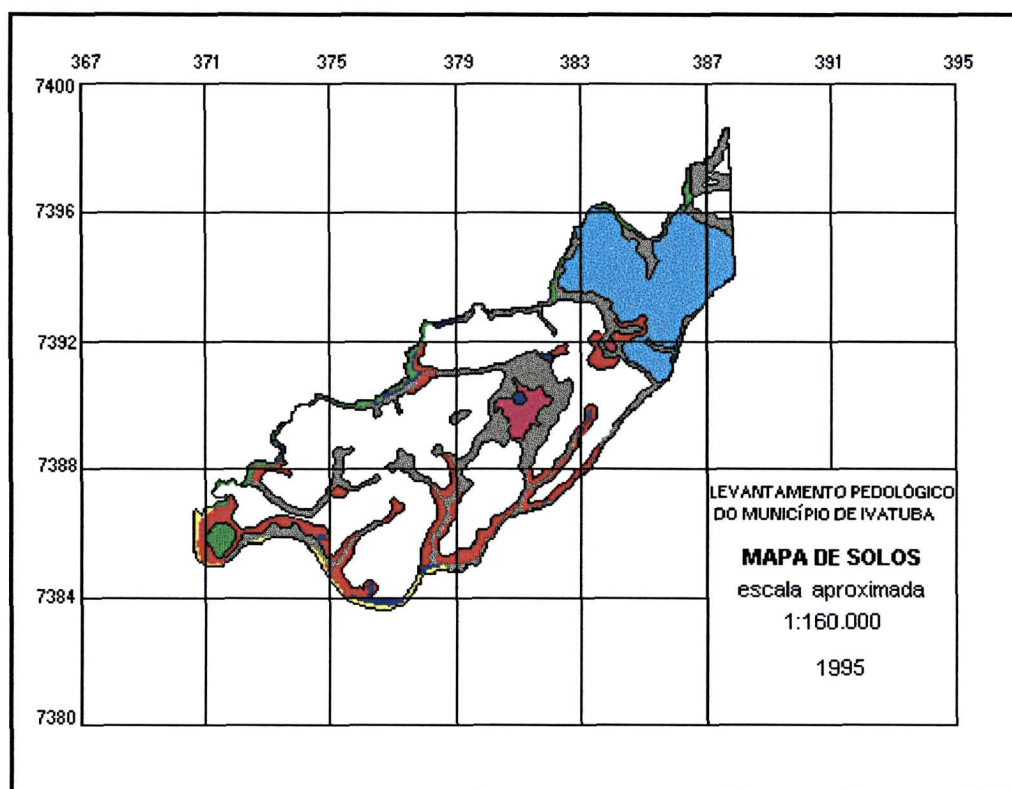 367 371 375 379 383 387 391 395
7400
7396
7392
7388
7384
7380
LEVANTAMENTO PEDOLÓGICO
DO MUNICÍPIO DE IVATUBA
MAPA DE SOLOS
escala aproximada
1:160.000
1995